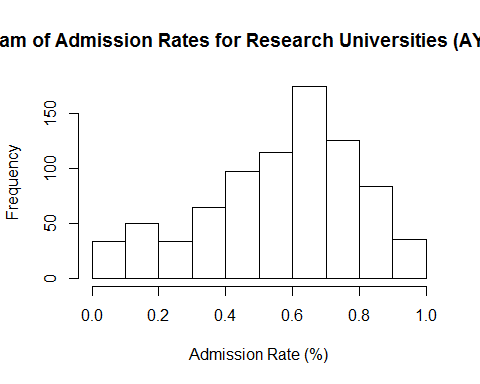 am of Admission Rates for Research Universities (AY
150
100
50
0
Frequency
0.0 0.2 0.4 0.6 0.8 1.0
Admission Rate (%)